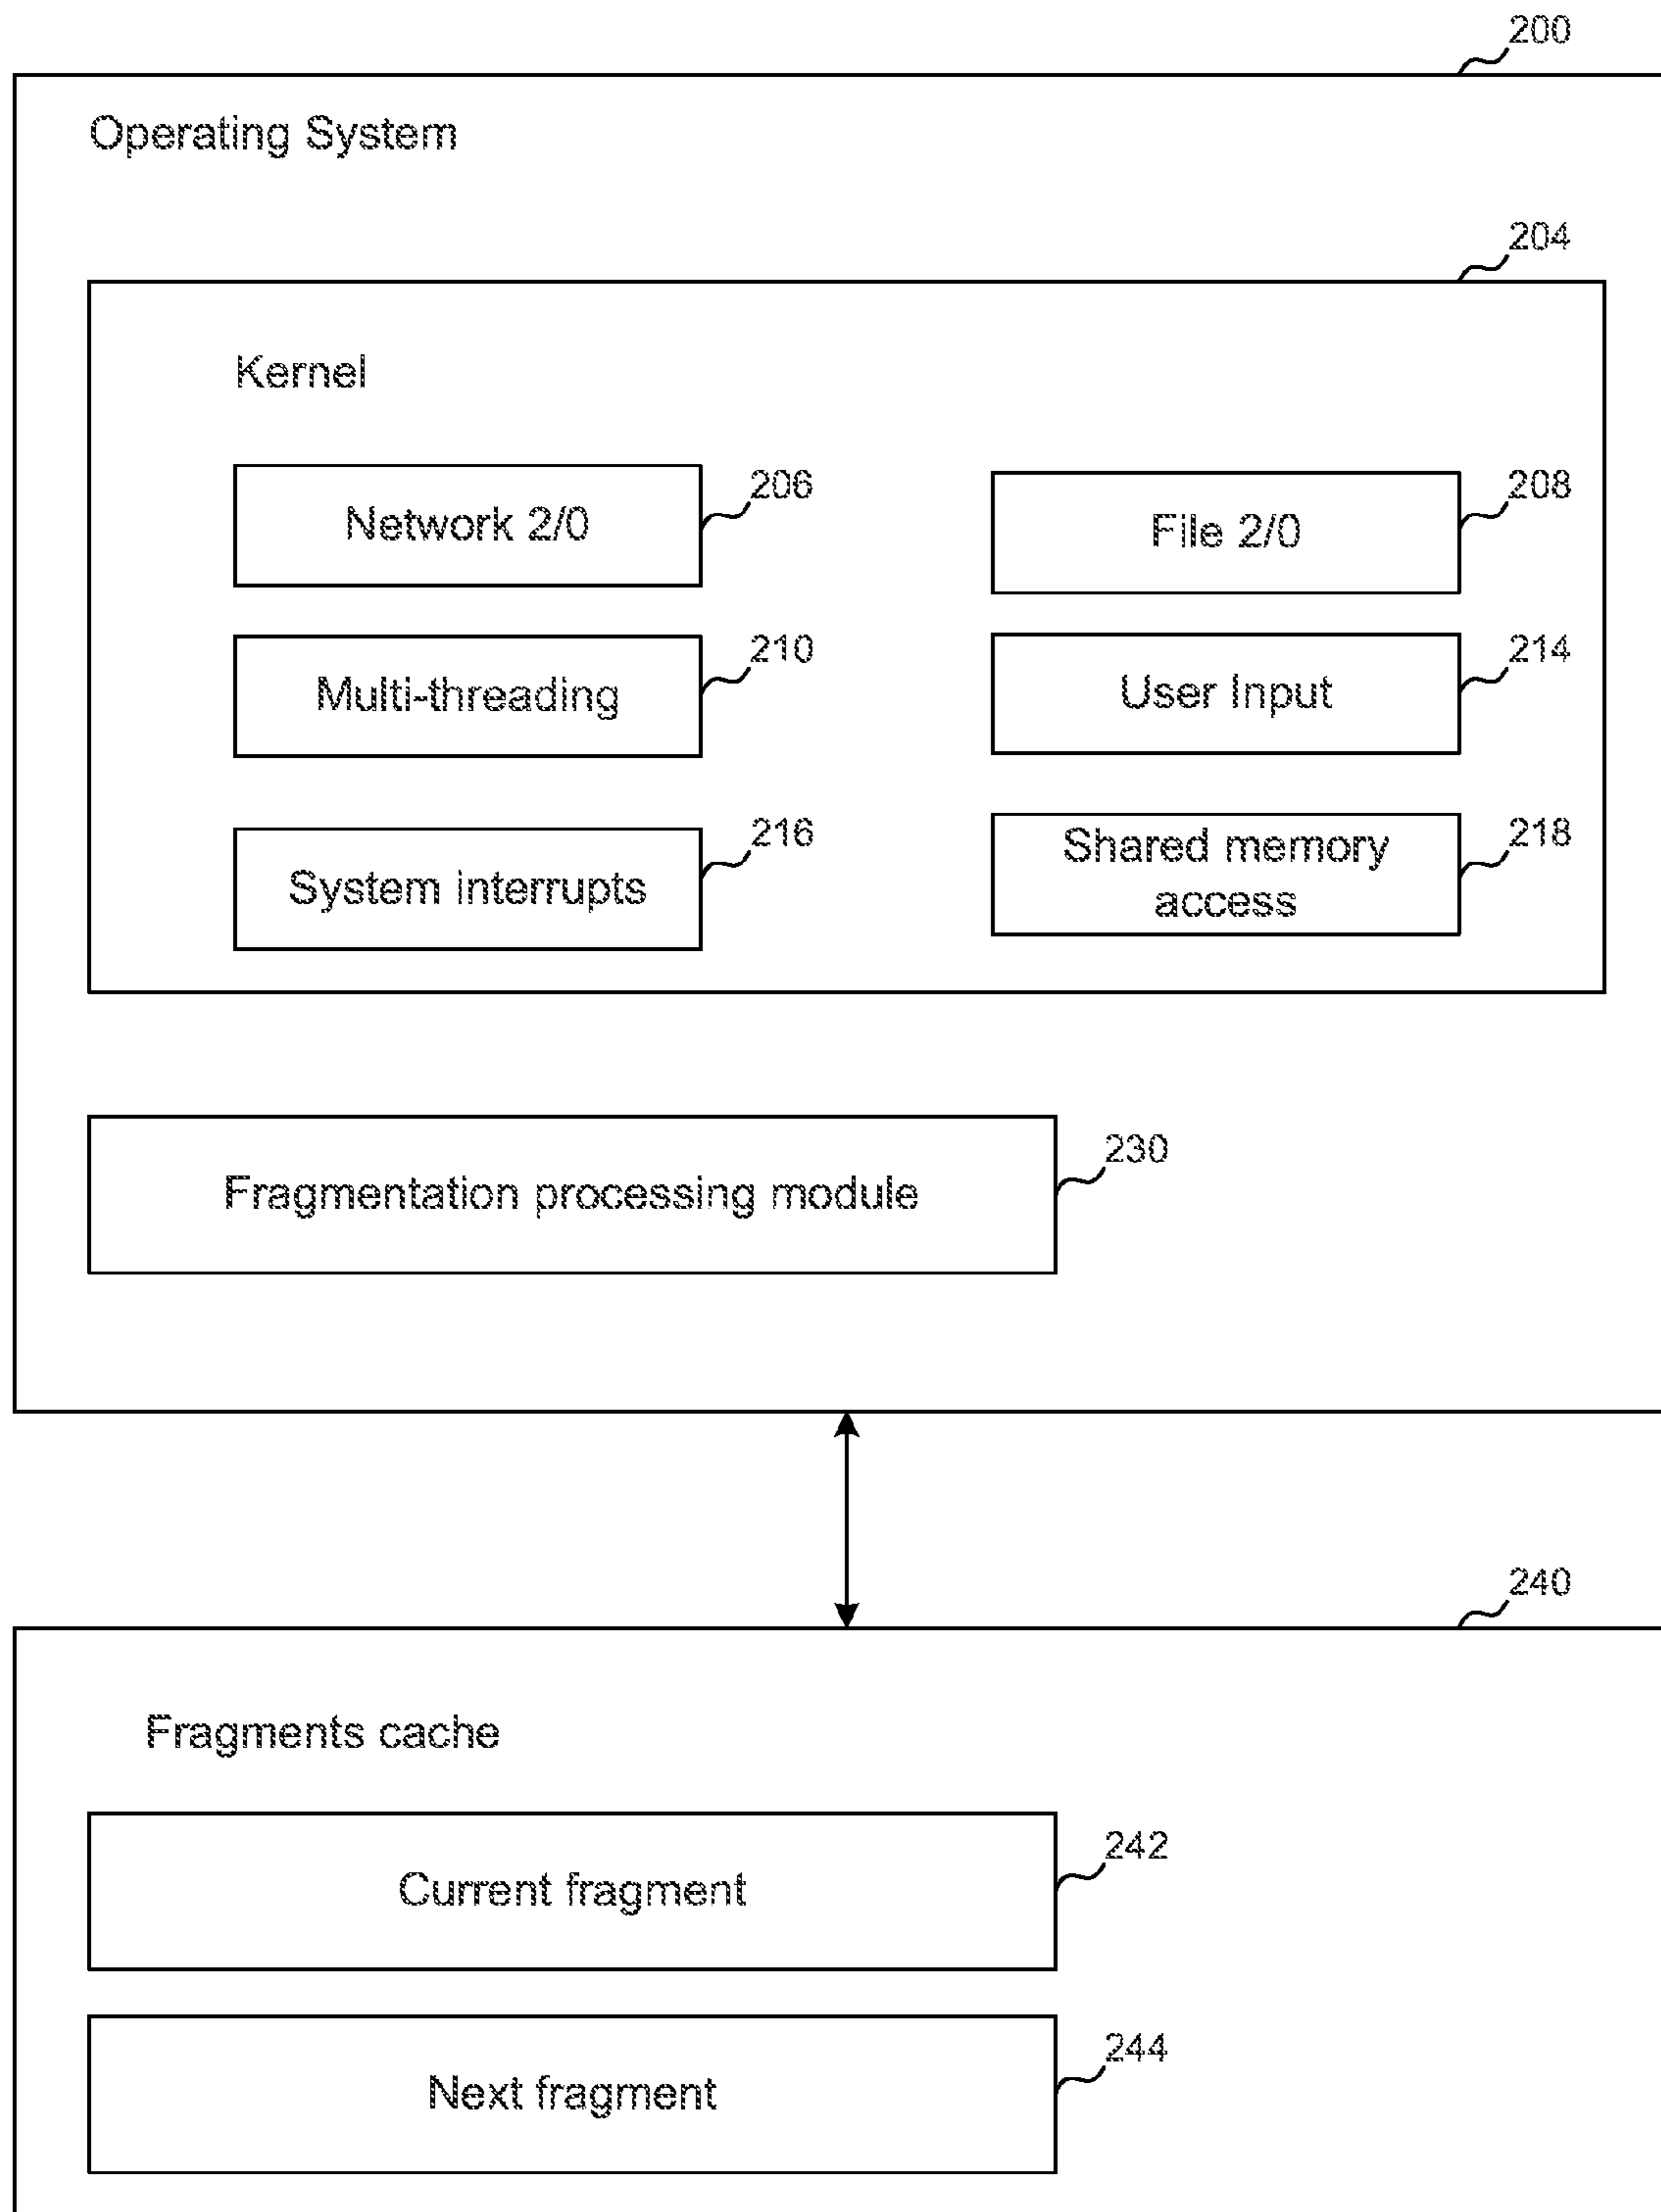 200
Operating System
204
Kernel
Network 2/0
206
File 2/0
208
Multi-threading
210
User Input
214
System interrupts
216
Shared memory
access
218
Fragmentation processing module
230
240
Fragments cache
Current fragment
242
Next fragment
244